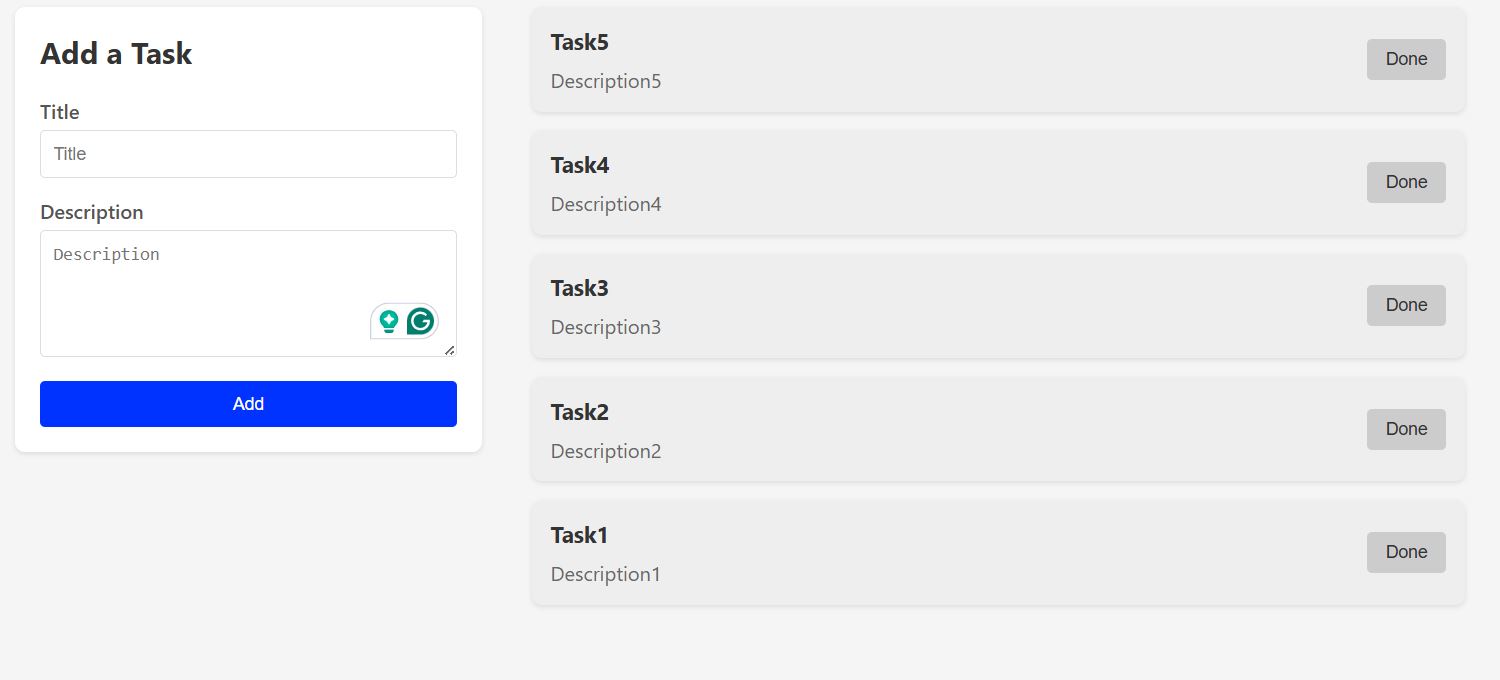 Add a Task
Title
Title
Description
Description
Add
Task5
Description5
Done
Task4
Description4
Done
Task3
Description3
Done
Task2
Description2
Done
Task1
Description1
Done